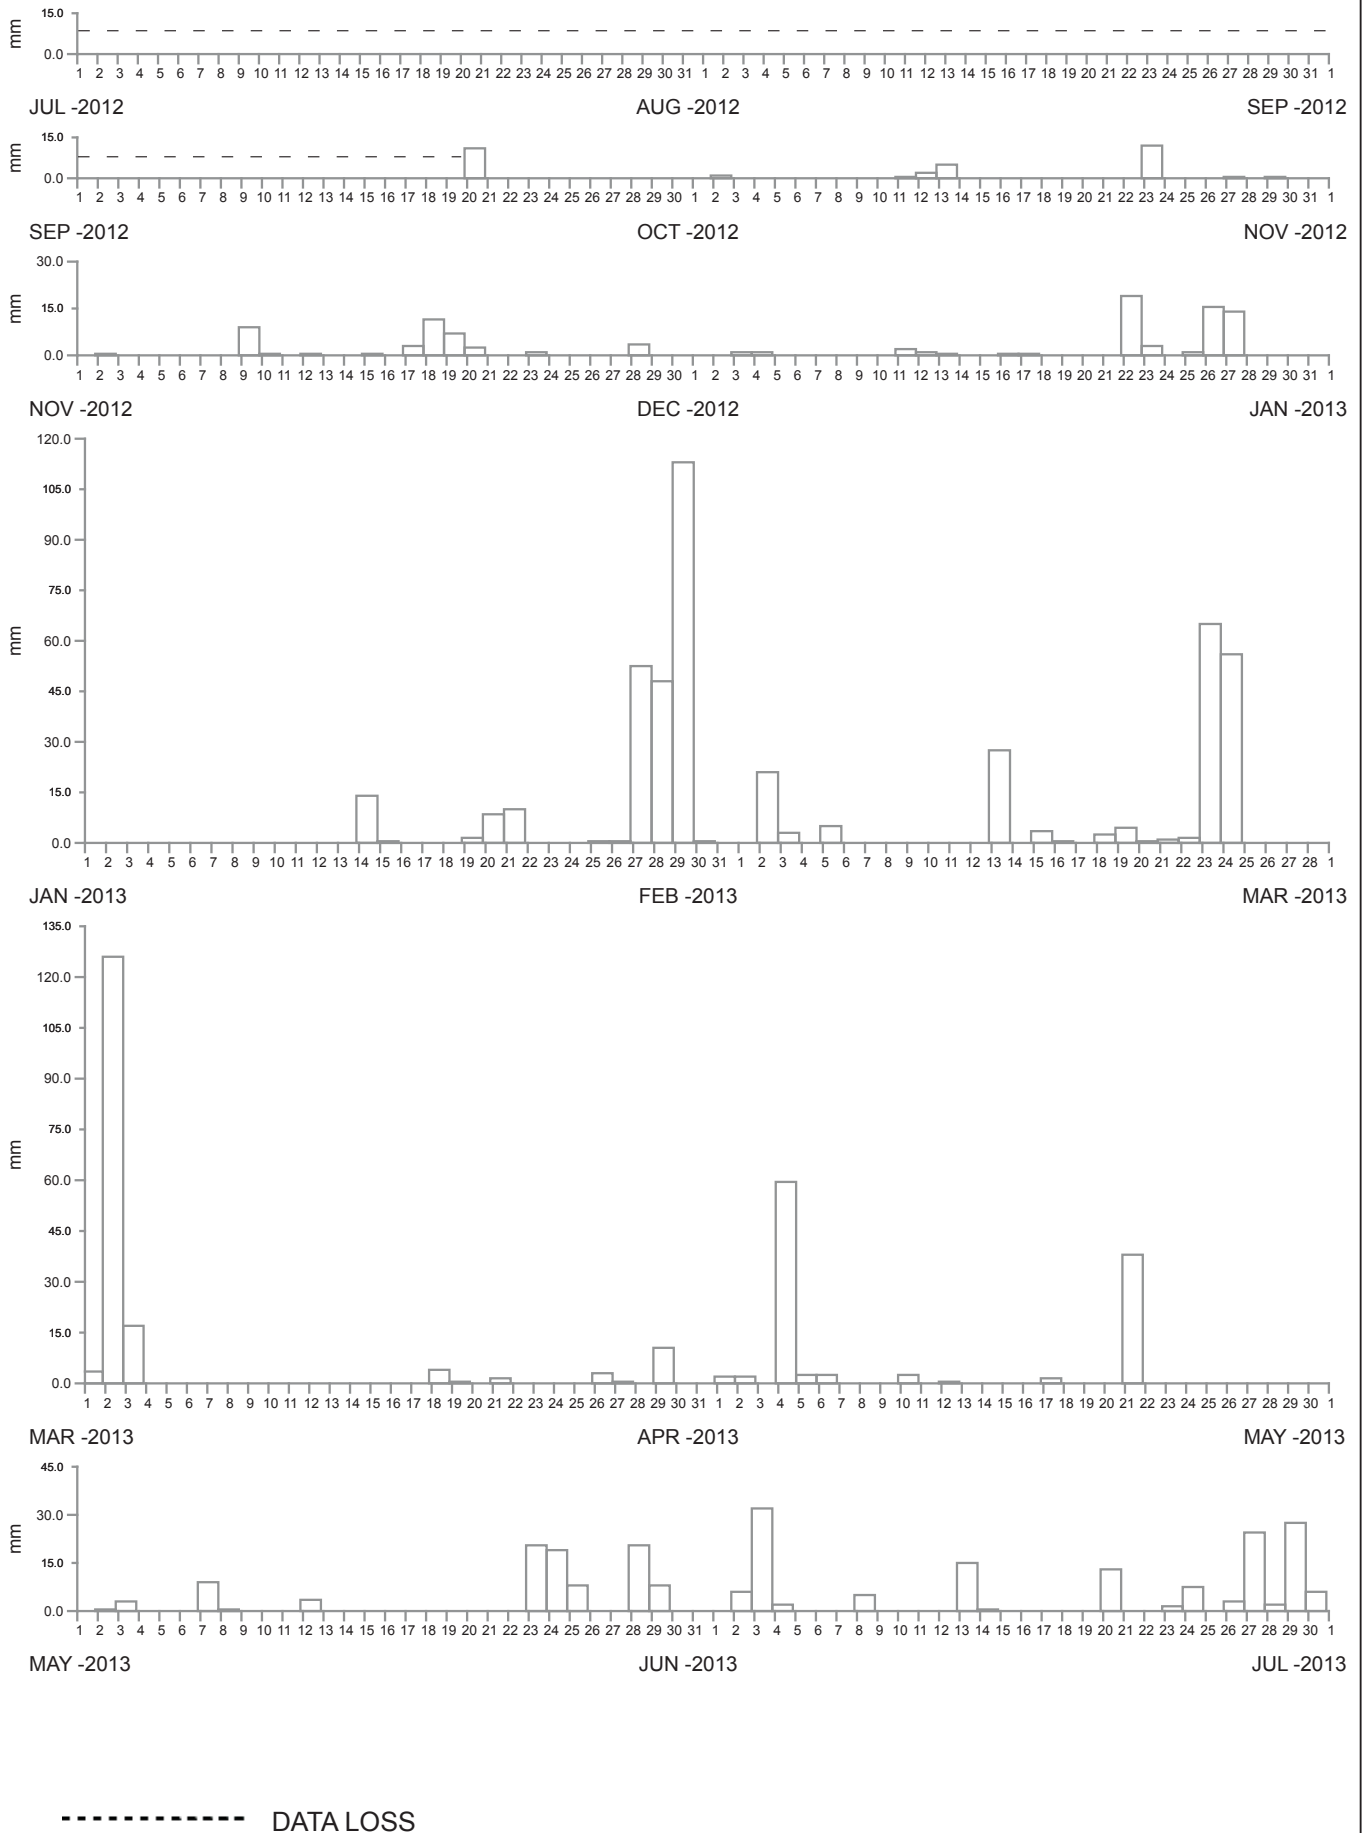 15.0
mm
0.0
1 2 3 4 5 6 7 8 9 10 11 12 13 14 15 16 17 18 19 20 21 22 23 24 25 26 27 28 29 30 31 1 2 3 4 5 6 7 8 9 10 11 12 13 14 15 16 17 18 19 20 21 22 23 24 25 26 27 28 29 30 31 1
JUL -2012 AUG -2012 SEP -2012
15.0
mm
0.0
1 2 3 4 5 6 7 8 9 10 11 12 13 14 15 16 17 18 19 20 21 22 23 24 25 26 27 28 29 30 1 2 3 4 5 6 7 8 9 10 11 12 13 14 15 16 17 18 19 20 21 22 23 24 25 26 27 28 29 30 31 1
SEP -2012 OCT -2012 NOV -2012
30.0
mm
15.0
0.0
1 2 3 4 5 6 7 8 9 10 11 12 13 14 15 16 17 18 19 20 21 22 23 24 25 26 27 28 29 30 1 2 3 4 5 6 7 8 9 10 11 12 13 14 15 16 17 18 19 20 21 22 23 24 25 26 27 28 29 30 31 1
NOV -2012 DEC -2012 JAN -2013
120.0
105.0
90.0
75.0
60.0
mm
45.0
30.0
15.0
0.0
1 2 3 4 5 6 7 8 9 10 11 12 13 14 15 16 17 18 19 20 21 22 23 24 25 26 27 28 29 30 31 1 2 3 4 5 6 7 8 9 10 11 12 13 14 15 16 17 18 19 20 21 22 23 24 25 26 27 28 1
JAN -2013 FEB -2013 MAR -2013
135.0
120.0
105.0
90.0
75.0
mm
60.0
45.0
30.0
15.0
0.0
1 2 3 4 5 6 7 8 9 10 11 12 13 14 15 16 17 18 19 20 21 22 23 24 25 26 27 28 29 30 31 1 2 3 4 5 6 7 8 9 10 11 12 13 14 15 16 17 18 19 20 21 22 23 24 25 26 27 28 29 30 1
MAR -2013 APR -2013 MAY -2013
45.0
30.0
mm
15.0
0.0
1 2 3 4 5 6 7 8 9 10 11 12 13 14 15 16 17 18 19 20 21 22 23 24 25 26 27 28 29 30 31 1 2 3 4 5 6 7 8 9 10 11 12 13 14 15 16 17 18 19 20 21 22 23 24 25 26 27 28 29 30 1
MAY -2013 JUN -2013 JUL -2013
DATA LOSS